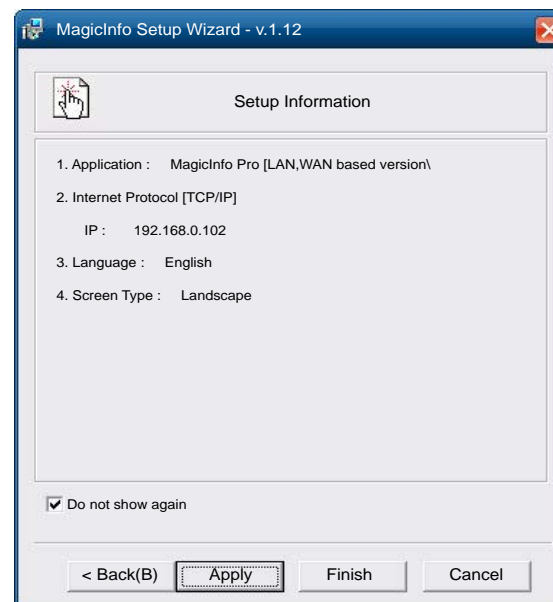 MagicInfo Setup Wizard - v.1.12
Setup Information
1. Application : MagicInfo Pro [LAN,WAN based version\
2. Internet Protocol [TCP/IP]
IP : 192.168.0.102
3. Language : English
4. Screen Type : Landscape
Do not show again
< Back(B) Apply Finish Cancel